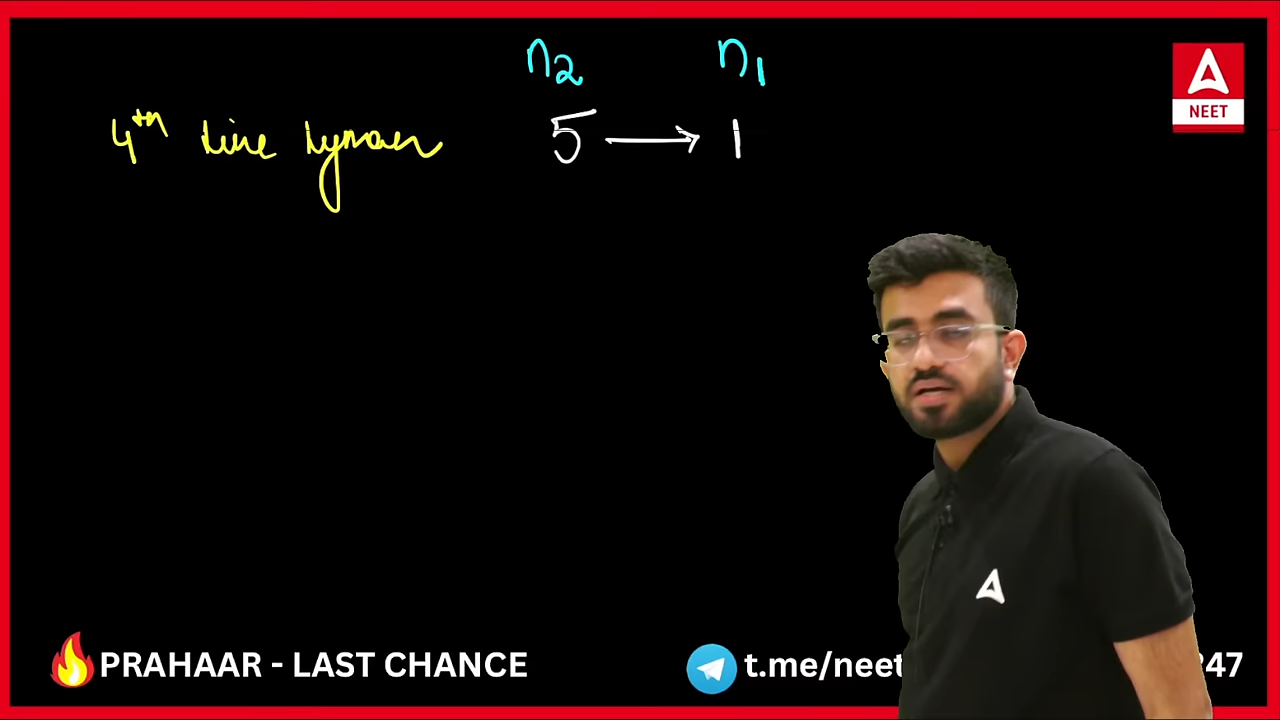 n2 n1
4th Line Lyman 5 → 1
NEET
PRAHAAR - LAST CHANCE
t.me/neet 247